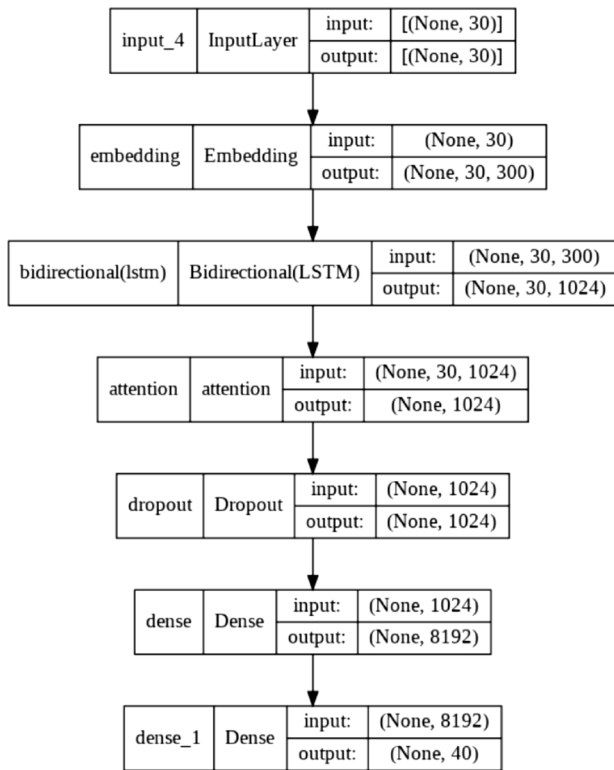 input_4 InputLayer input: [(None, 30)]
output: [(None, 30)]
embedding Embedding input: (None, 30)
output: (None, 30, 300)
bidirectional(lstm) Bidirectional(LSTM) input: (None, 30, 300)
output: (None, 30, 1024)
attention attention input: (None, 30, 1024)
output: (None, 1024)
dropout Dropout input: (None, 1024)
output: (None, 1024)
dense Dense input: (None, 1024)
output: (None, 8192)
dense_1 Dense input: (None, 8192)
output: (None, 40)